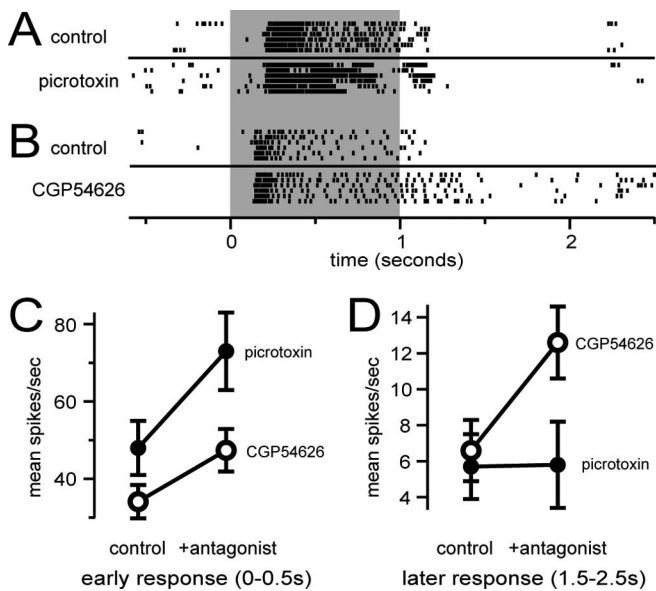 A
control
picrotoxin
B
control
CGP54626
0 1 2
time (seconds)
C
80
60
40
mean spikes/sec
picrotoxin
CGP54626
control +antagonist
early response (0-0.5s)
D
14
12
10
8
6
4
mean spikes/sec
CGP54626
picrotoxin
control +antagonist
later response (1.5-2.5s)